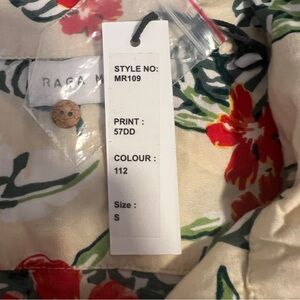 STYLE NO:
MR109
RAGA M
PRINT :
57DD
COLOUR :
112
Size :
S